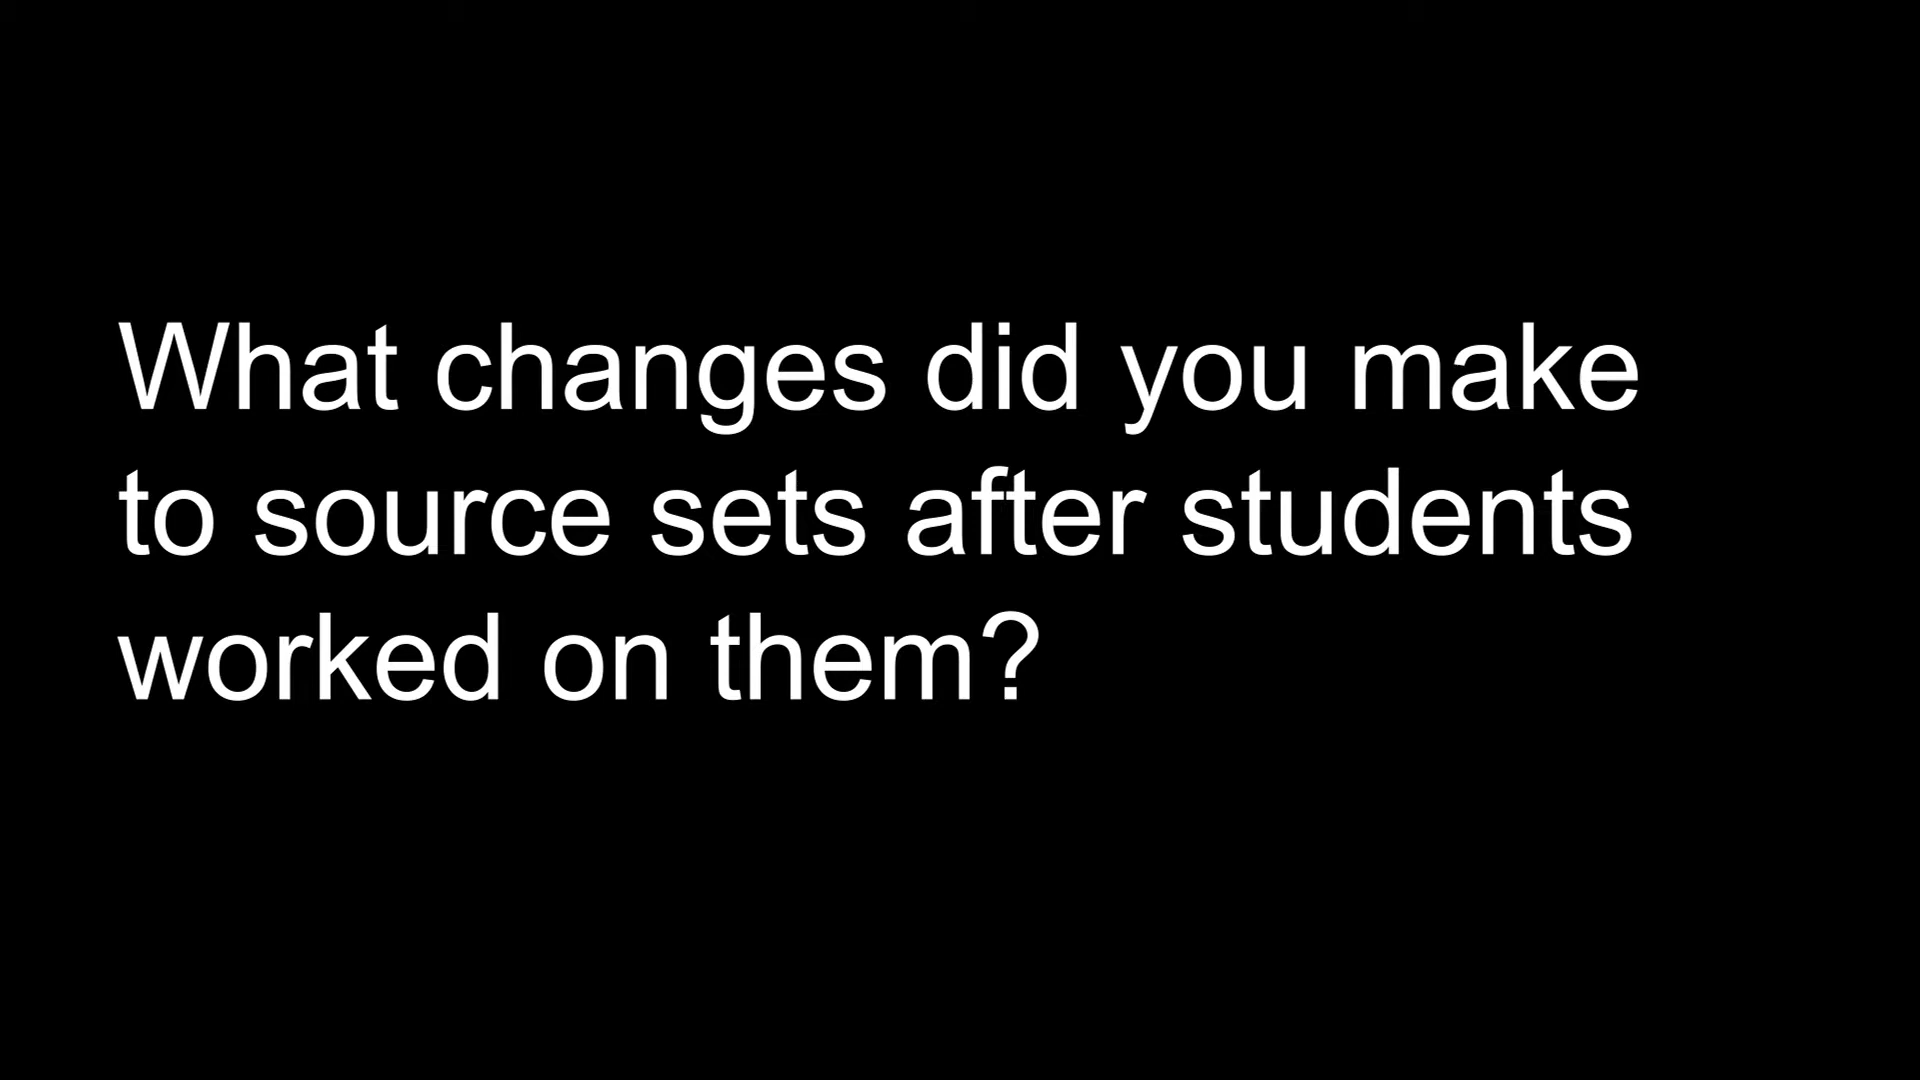 What changes did you make
to source sets after students
worked on them?